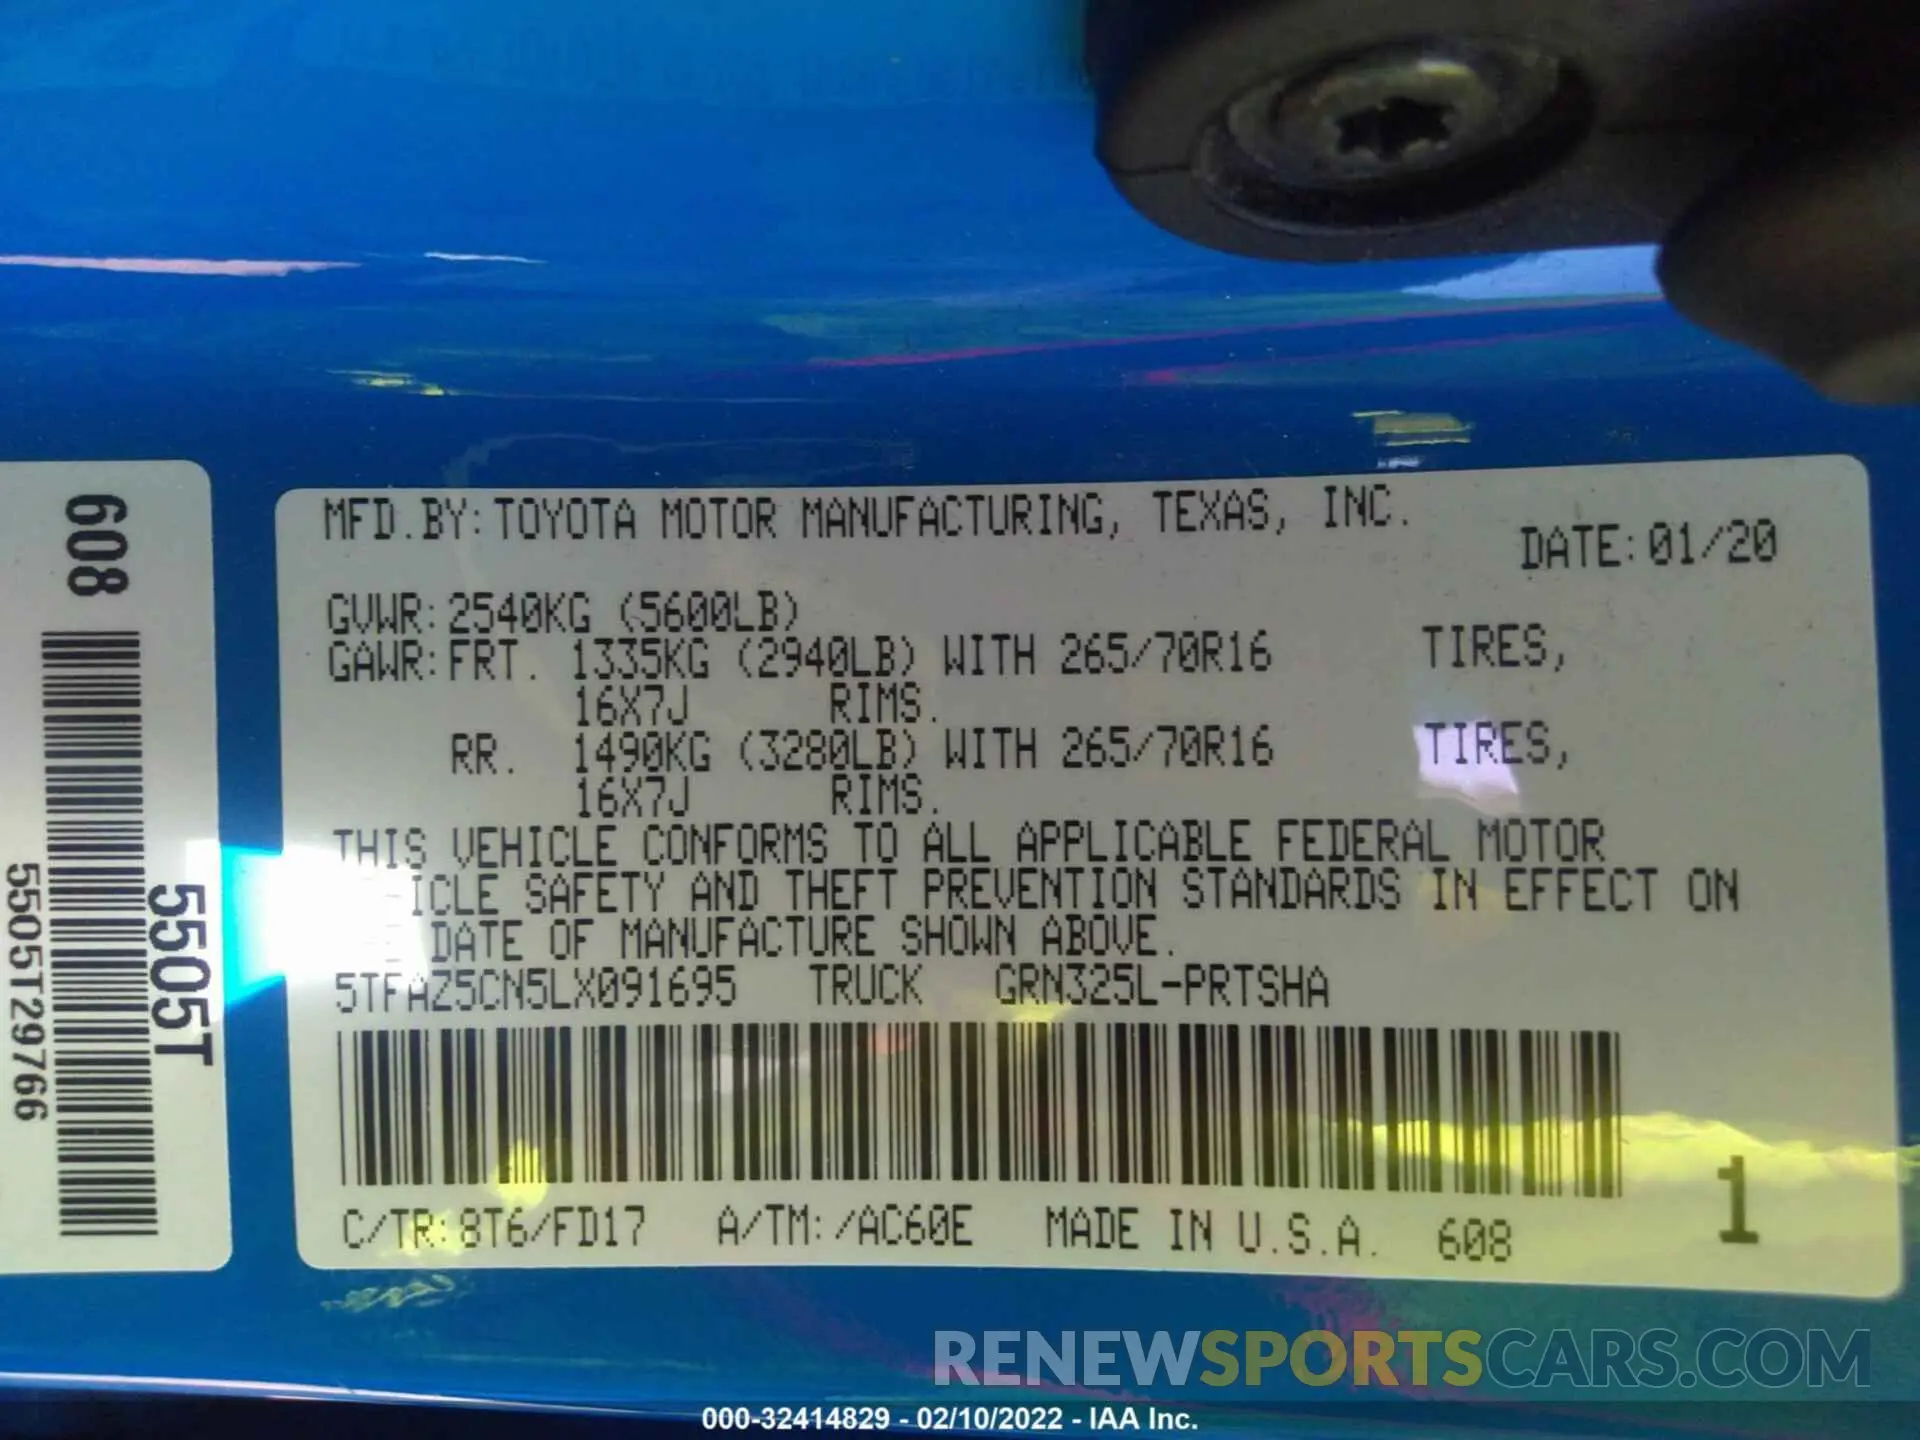 608
5505T
5505T29766
MFD.BY:TOYOTA MOTOR MANUFACTURING, TEXAS, INC.
DATE:01/20
GVWR:2540KG (5600LB)
GAWR:FRT. 1335KG (2940LB) WITH 265/70R16 TIRES,
16X7J RIMS.
RR. 1490KG (3280LB) WITH 265/70R16 TIRES,
16X7J RIMS.
THIS VEHICLE CONFORMS TO ALL APPLICABLE FEDERAL MOTOR
ICLE SAFETY AND THEFT PREVENTION STANDARDS IN EFFECT ON
DATE OF MANUFACTURE SHOWN ABOVE.
5TFAZ5CN5LX091695 TRUCK GRN325L-PRTSHA
C/TR:8T6/FD17 A/TM:/AC60E MADE IN U.S.A. 608
1
RENEWSPORTSCARS.COM
000-32414829 - 02/10/2022 - IAA Inc.